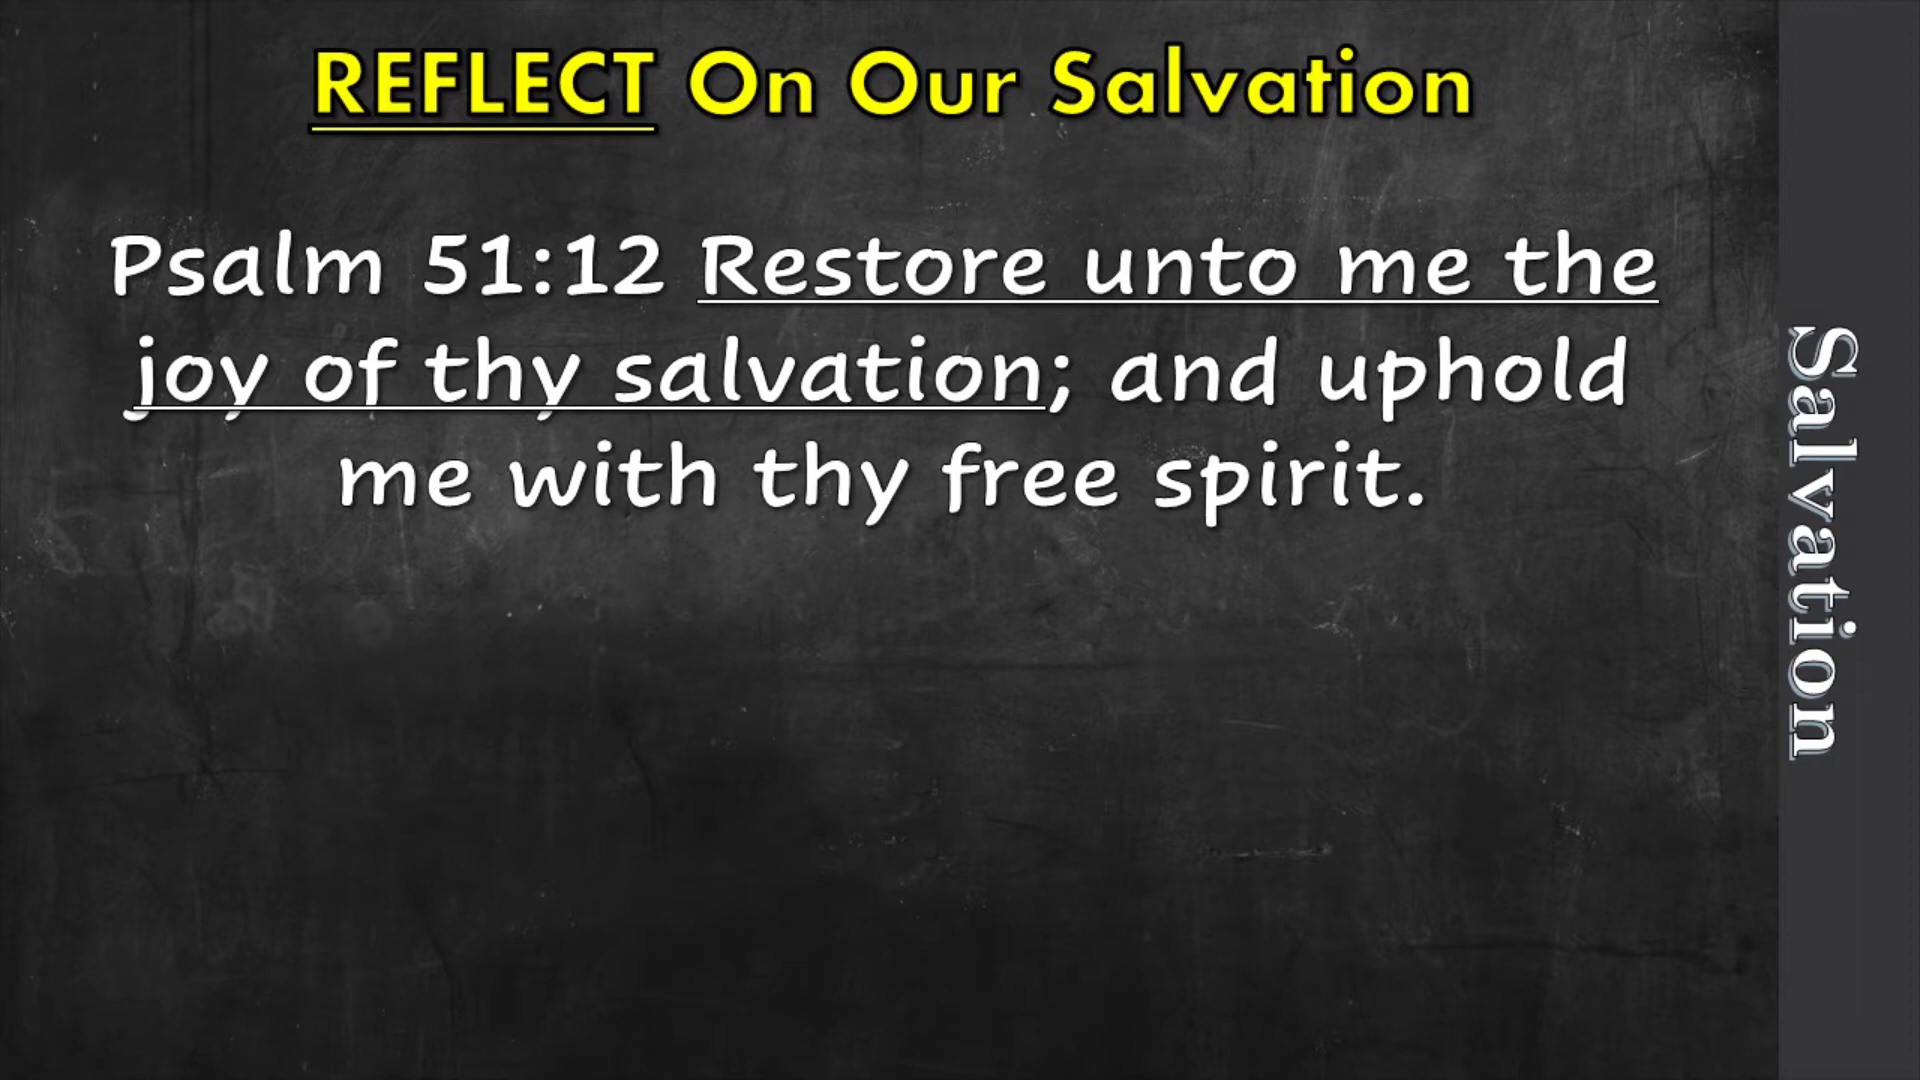 REFLECT On Our Salvation
Psalm 51:12 Restore unto me the
joy of thy salvation; and uphold
me with thy free spirit.
Salvation